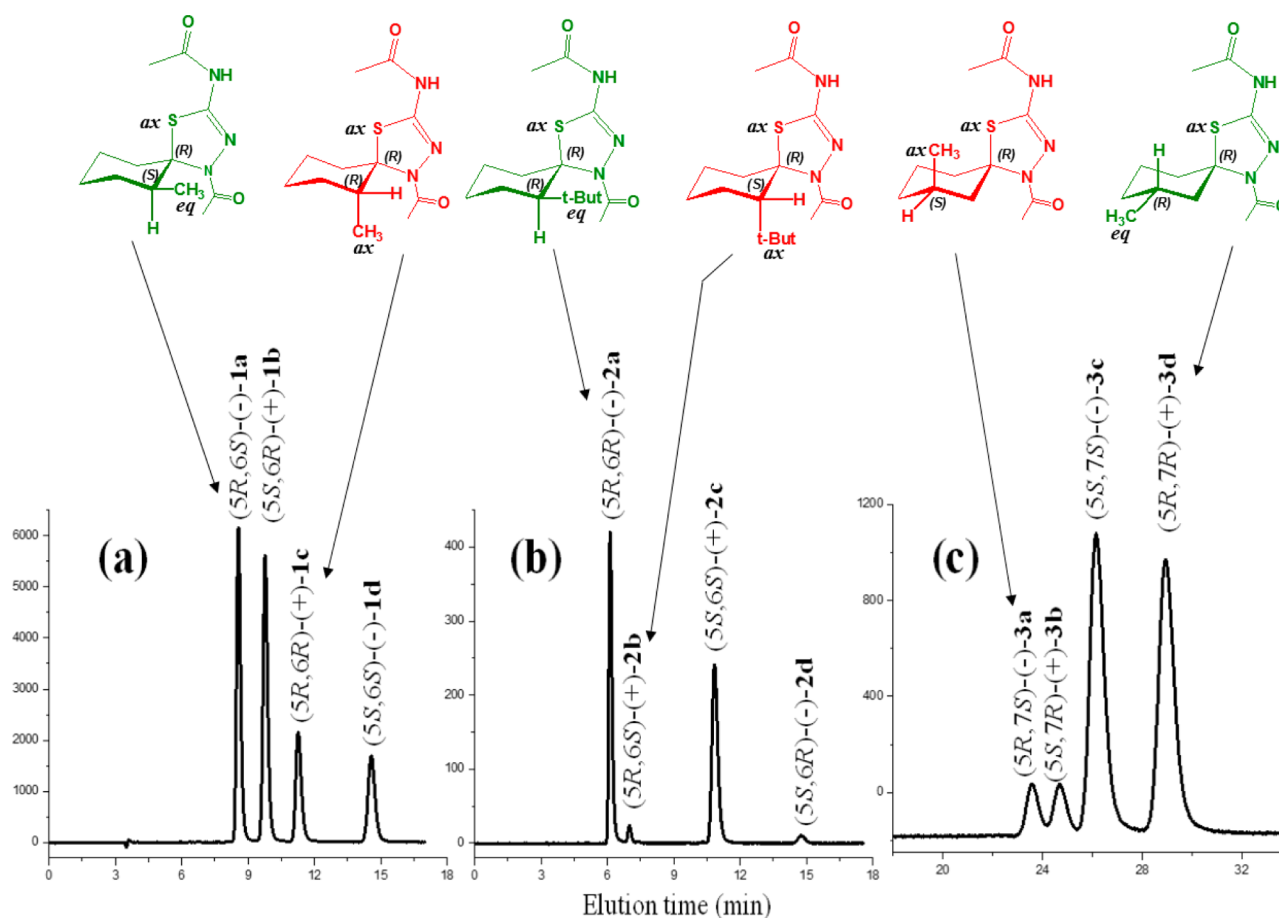 O
NH
ax
S
N
(R)
N
(S)
CH₃
eq
O
H
O
NH
ax
S
N
(R)
N
(R)
H
O
CH₃
ax
O
NH
ax
S
N
(R)
N
(R)
t-But
eq
O
H
O
NH
ax
S
N
(R)
N
(S)
H
O
t-But
ax
O
NH
ax
S
N
ax
CH₃
(R)
N
H
(S)
O
O
NH
ax
S
N
H
(R)
N
H₃C
(R)
eq
O
(5R,6S)-(-)-1a
(5S,6R)-(+)-1b
(5R,6R)-(+)-1c
(5S,6S)-(-)-1d
(5R,6R)-(-)-2a
(5R,6S)-(+)-2b
(5S,6S)-(+)-2c
(5S,6R)-(-)-2d
(5R,7S)-(-)-3a
(5S,7R)-(+)-3b
(5S,7S)-(-)-3c
(5R,7R)-(+)-3d
(a)
6000
5000
4000
3000
2000
1000
0
0 3 6 9 12 15 18
(b)
400
300
200
100
0
0 3 6 9 12 15 18
(c)
1200
800
400
0
20 24 28 32
Elution time (min)